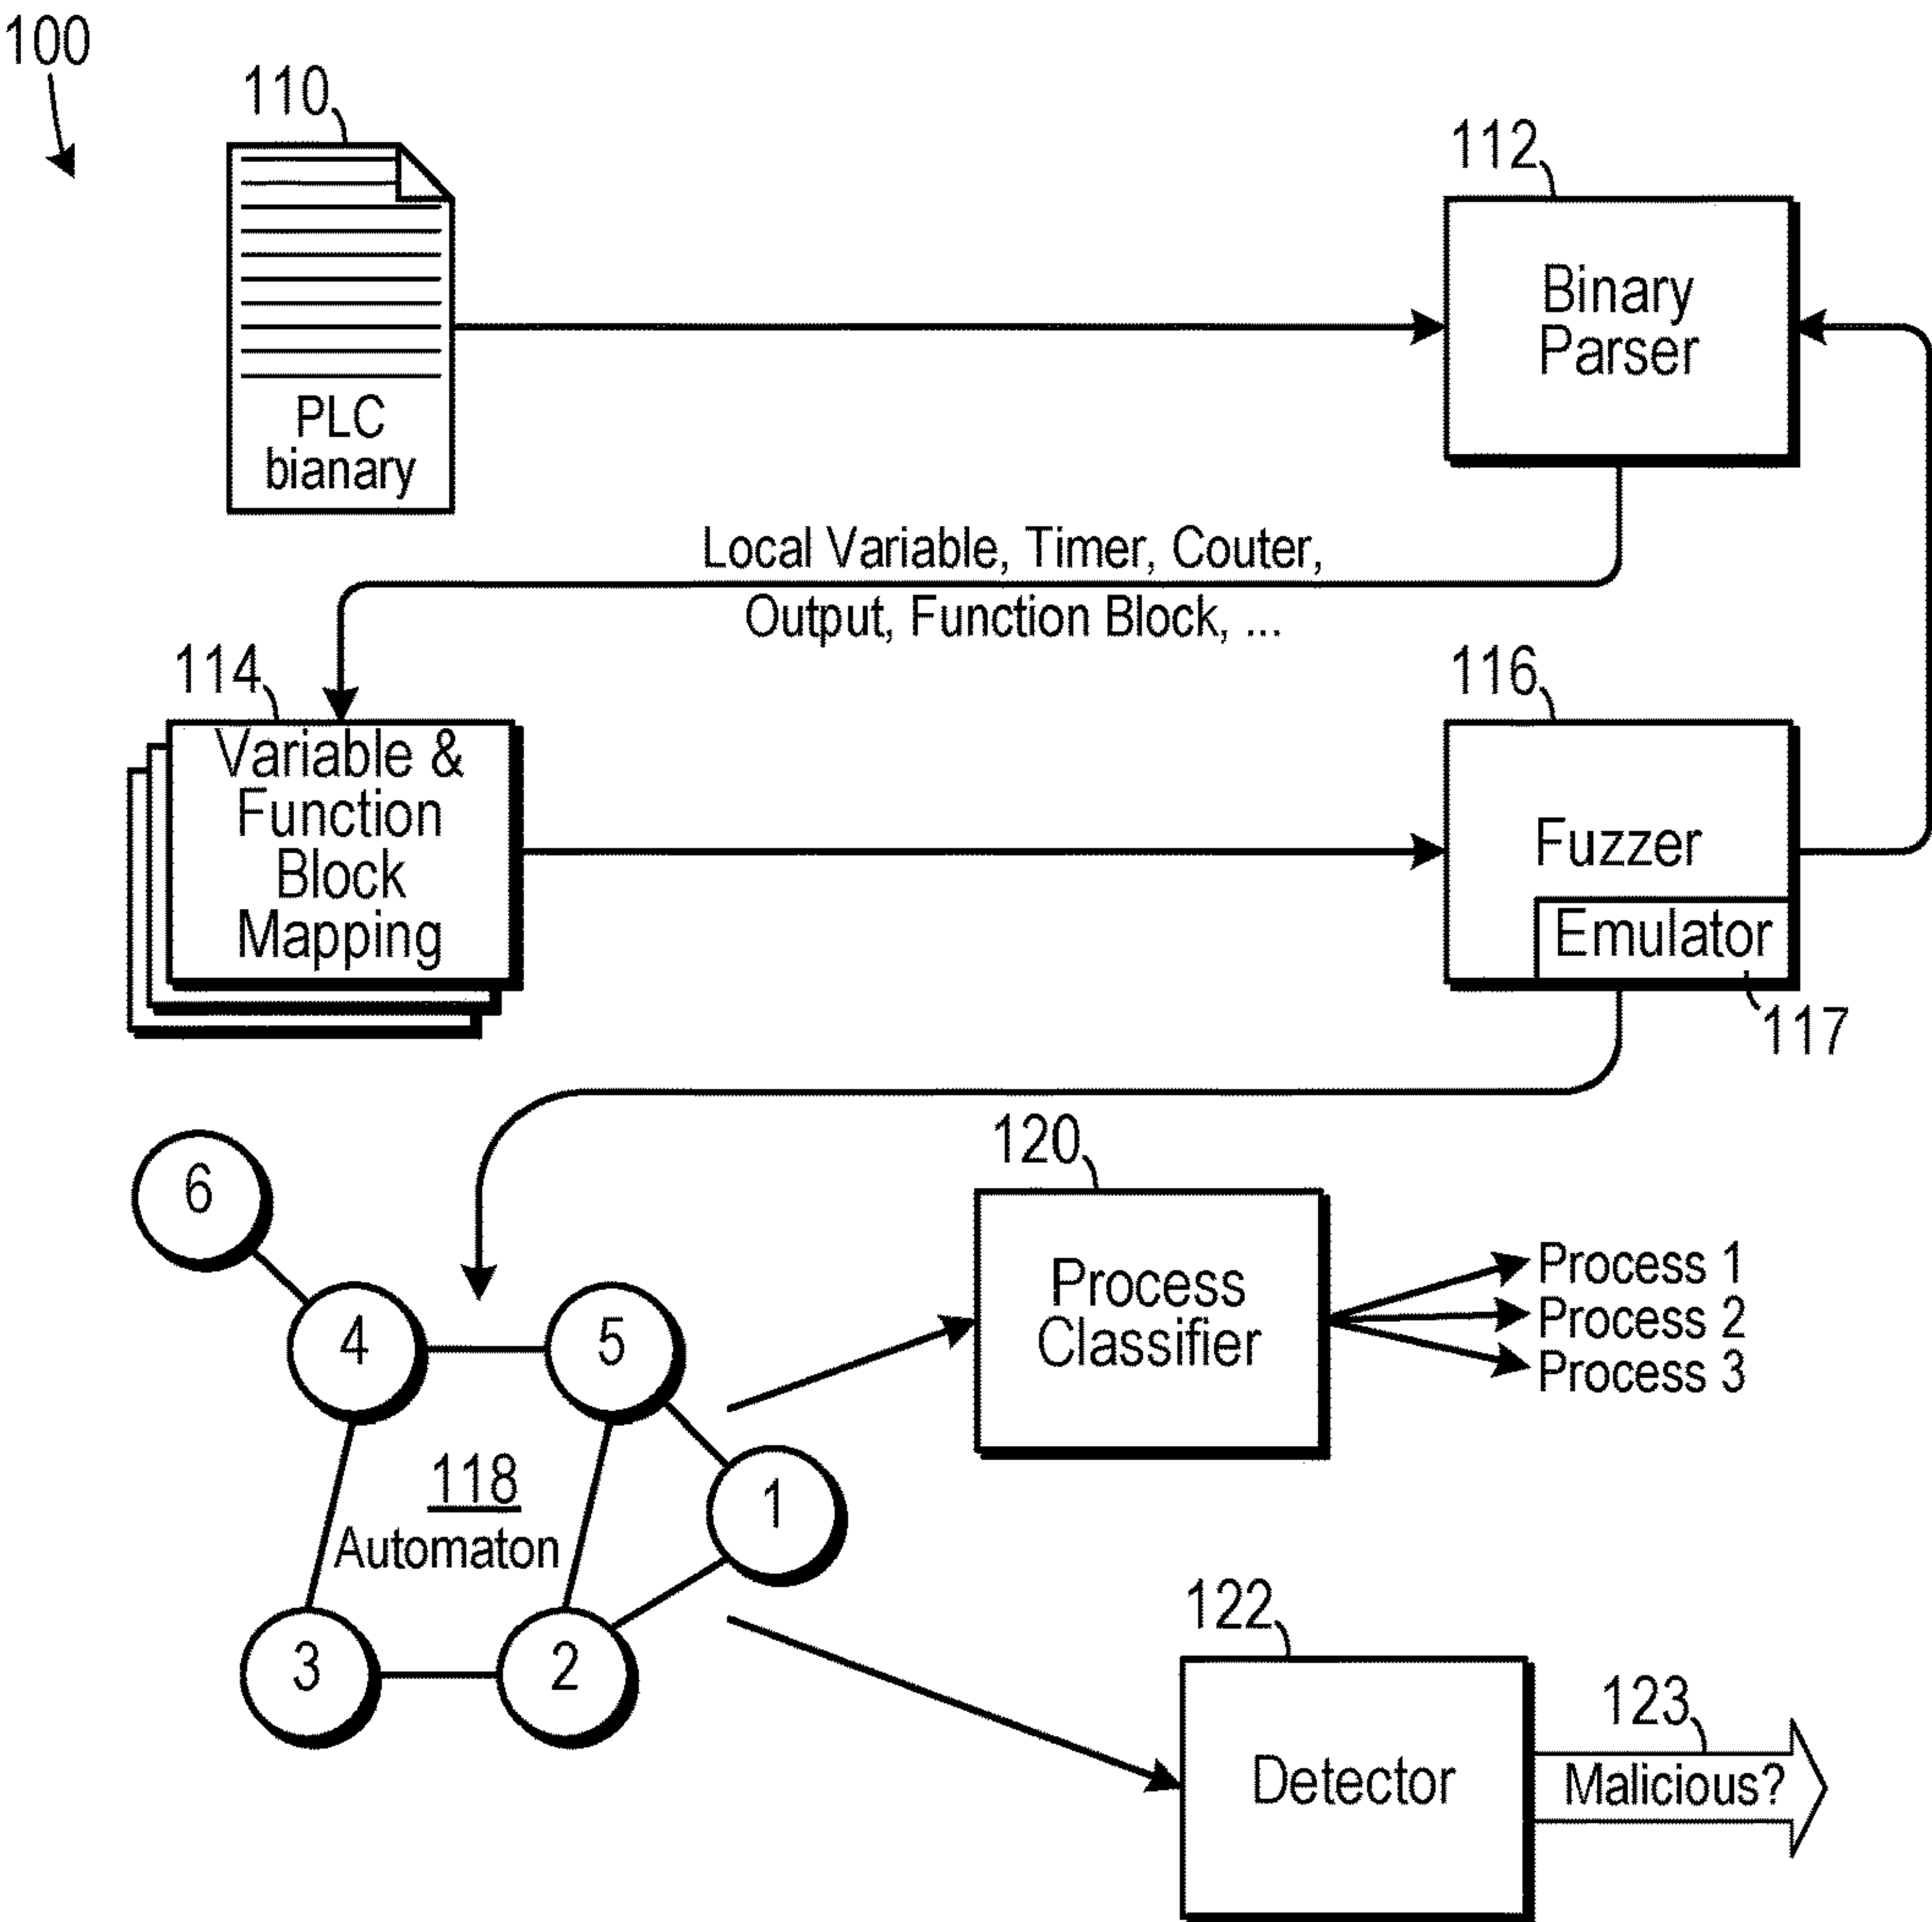 100
110
PLC
bianary
112
Binary
Parser
Local Variable, Timer, Couter,
Output, Function Block, ...
114
Variable &
Function
Block
Mapping
116
Fuzzer
Emulator
117
6
4
5
1
2
3
118
Automaton
120
Process
Classifier
Process 1
Process 2
Process 3
122
Detector
123
Malicious?